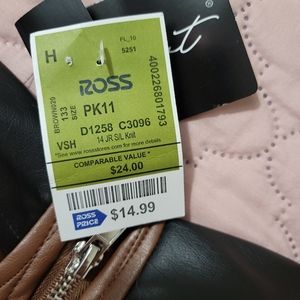 H
FL_10
5251
ROSS
400226801793
BROWN020
133
SIZE
PK11
D1258 C3096
VSH
14 JR S/L Knit
*See www.rossstores.com for more details
COMPARABLE VALUE *
$24.00
ROSS
PRICE
$14.99